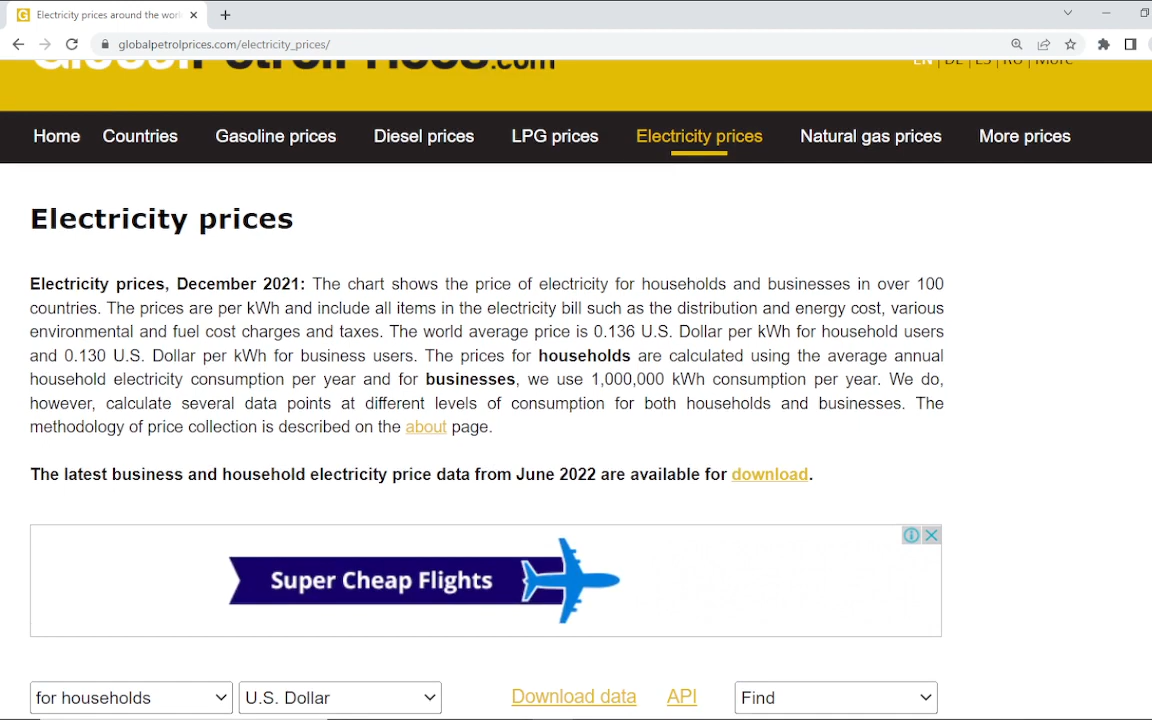 Electricity prices around the worl
globalpetrolprices.com/electricity_prices/
GlobalPetrolPrices.com
EN | DE | ES | RU | More
Home Countries Gasoline prices Diesel prices LPG prices Electricity prices Natural gas prices More prices
Electricity prices
Electricity prices, December 2021: The chart shows the price of electricity for households and businesses in over 100
countries. The prices are per kWh and include all items in the electricity bill such as the distribution and energy cost, various
environmental and fuel cost charges and taxes. The world average price is 0.136 U.S. Dollar per kWh for household users
and 0.130 U.S. Dollar per kWh for business users. The prices for households are calculated using the average annual
household electricity consumption per year and for businesses, we use 1,000,000 kWh consumption per year. We do,
however, calculate several data points at different levels of consumption for both households and businesses. The
methodology of price collection is described on the about page.
The latest business and household electricity price data from June 2022 are available for download.
Super Cheap Flights
for households U.S. Dollar Download data API Find